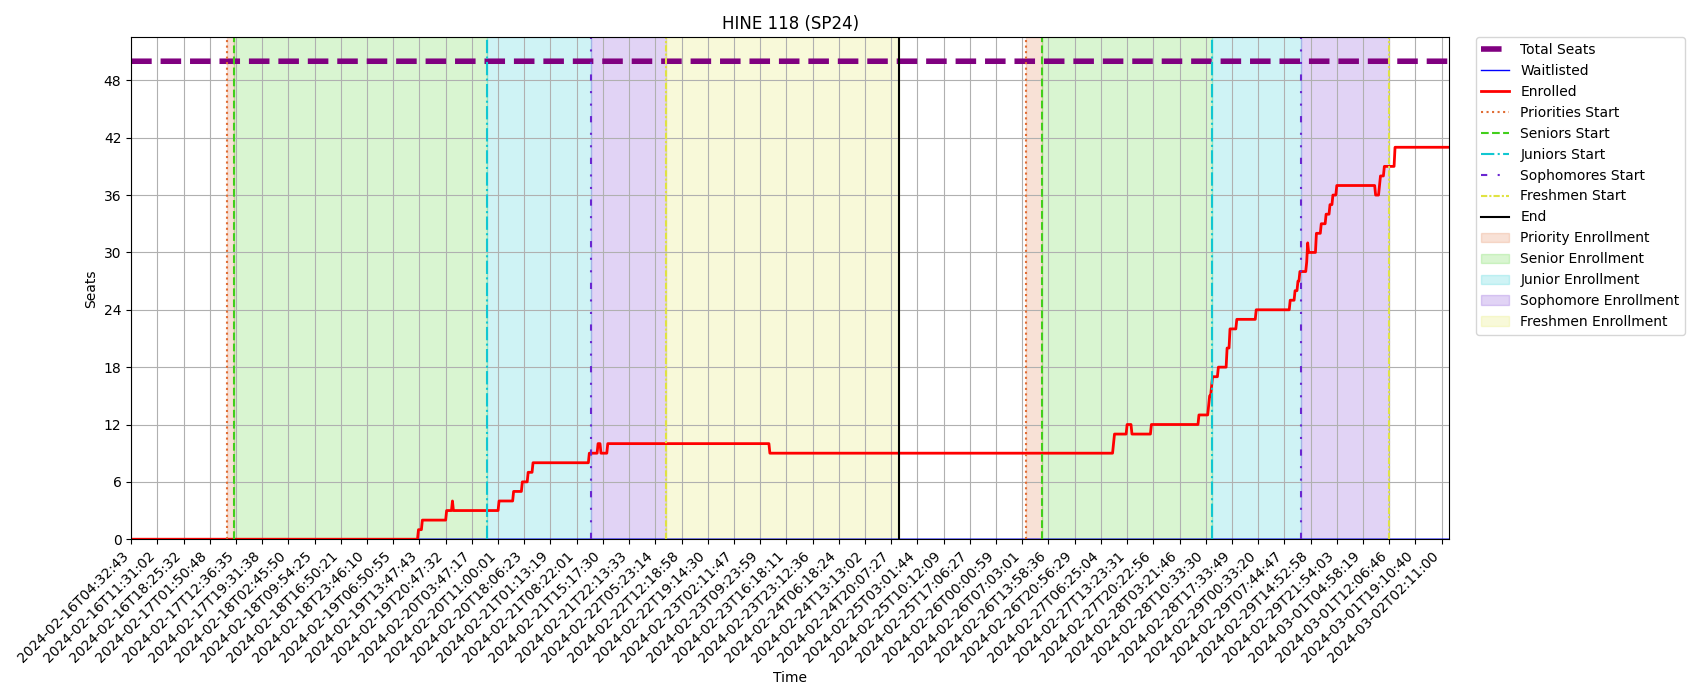 HINE 118 (SP24)
Seats
48
42
36
30
24
18
12
6
0
2024-02-16T04:32:43
2024-02-16T11:31:02
2024-02-16T18:25:32
2024-02-17T01:50:48
2024-02-17T12:36:35
2024-02-17T19:31:38
2024-02-18T02:45:50
2024-02-18T09:54:25
2024-02-18T16:50:21
2024-02-18T23:46:10
2024-02-19T06:50:55
2024-02-19T13:47:43
2024-02-19T20:47:32
2024-02-20T03:47:17
2024-02-20T11:00:01
2024-02-20T18:06:23
2024-02-21T01:13:19
2024-02-21T08:22:01
2024-02-21T15:17:30
2024-02-21T22:13:33
2024-02-22T05:23:14
2024-02-22T12:18:58
2024-02-22T19:14:30
2024-02-23T02:11:47
2024-02-23T09:23:59
2024-02-23T16:18:11
2024-02-23T23:12:36
2024-02-24T06:18:24
2024-02-24T13:13:02
2024-02-24T20:07:27
2024-02-25T03:01:44
2024-02-25T10:12:09
2024-02-25T17:06:27
2024-02-26T00:00:59
2024-02-26T07:03:01
2024-02-26T13:58:36
2024-02-26T20:56:29
2024-02-27T06:25:04
2024-02-27T13:23:31
2024-02-27T20:22:56
2024-02-28T03:21:46
2024-02-28T10:33:30
2024-02-28T17:33:49
2024-02-29T00:33:20
2024-02-29T07:44:47
2024-02-29T14:52:58
2024-02-29T21:54:03
2024-03-01T04:58:19
2024-03-01T12:06:46
2024-03-01T19:10:40
2024-03-02T02:11:00
Time
Total Seats
Waitlisted
Enrolled
Priorities Start
Seniors Start
Juniors Start
Sophomores Start
Freshmen Start
End
Priority Enrollment
Senior Enrollment
Junior Enrollment
Sophomore Enrollment
Freshmen Enrollment